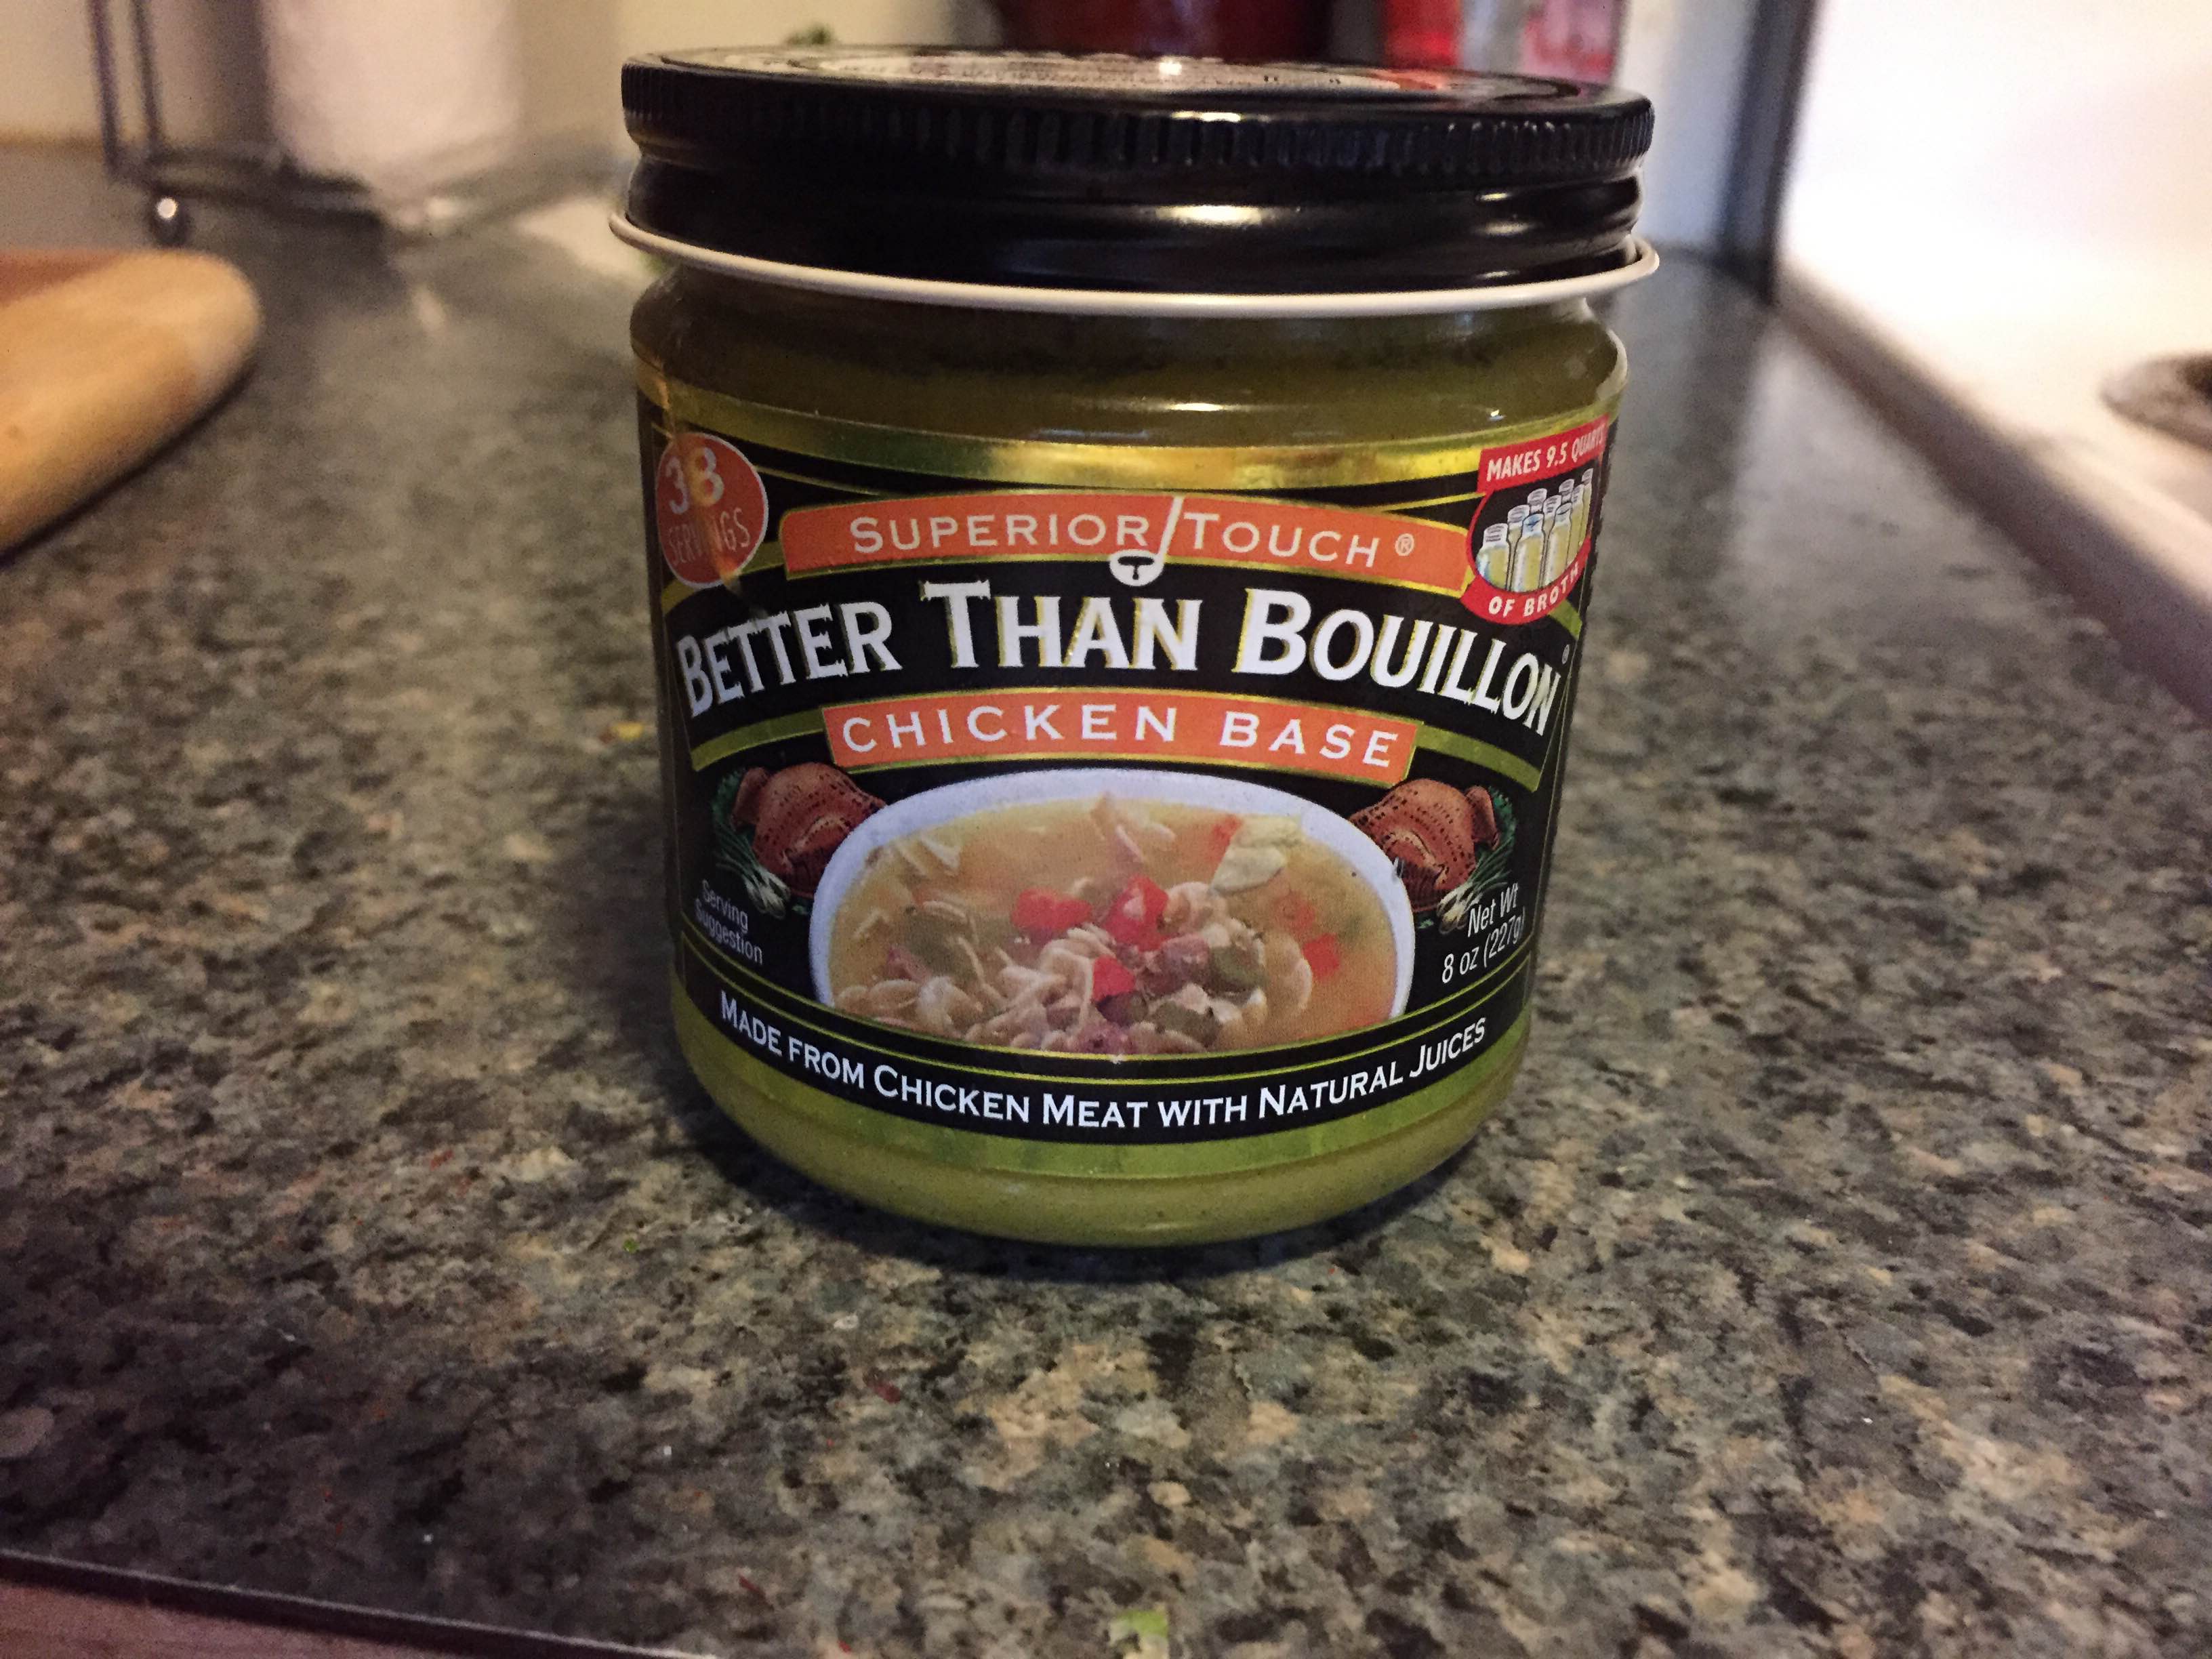 38
SERVINGS
MAKES 9.5 QUARTS
OF BROTH
SUPERIOR TOUCH®
BETTER THAN BOUILLON®
CHICKEN BASE
Serving
Suggestion
Net Wt
8 oz (227g)
MADE FROM CHICKEN MEAT WITH NATURAL JUICES